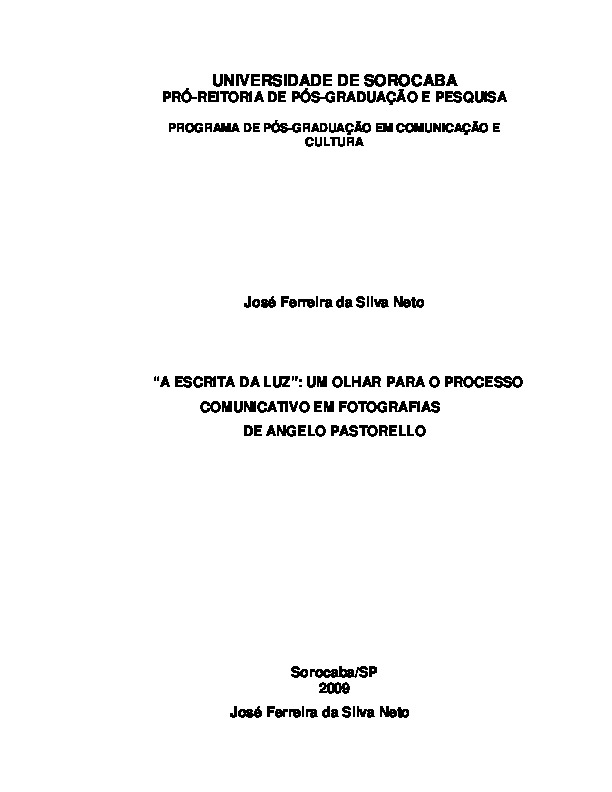 UNIVERSIDADE DE SOROCABA
PRÓ-REITORIA DE PÓS-GRADUAÇÃO E PESQUISA
PROGRAMA DE PÓS-GRADUAÇÃO EM COMUNICAÇÃO E
CULTURA
José Ferreira da Silva Neto
“A ESCRITA DA LUZ”: UM OLHAR PARA O PROCESSO
COMUNICATIVO EM FOTOGRAFIAS
DE ANGELO PASTORELLO
Sorocaba/SP
2009
José Ferreira da Silva Neto